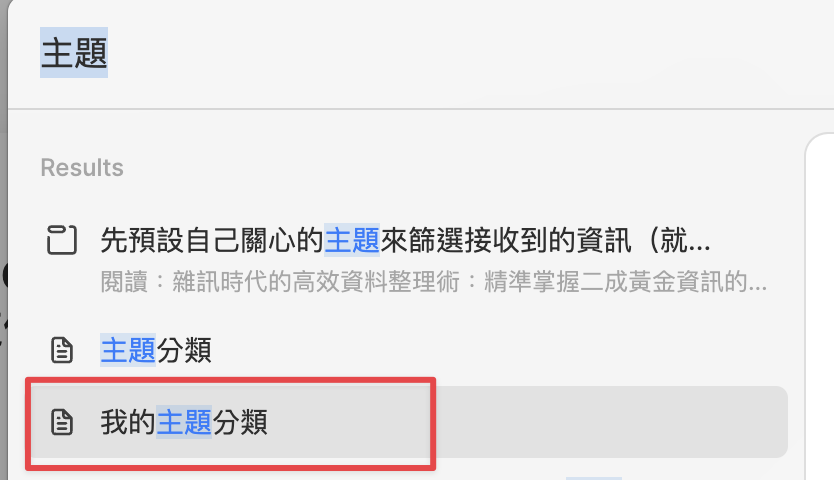 主題
Results
先預設自己關心的主題來篩選接收到的資訊（就...
閱讀：雜訊時代的高效資料整理術：精準掌握二成黃金資訊的...
主題分類
我的主題分類